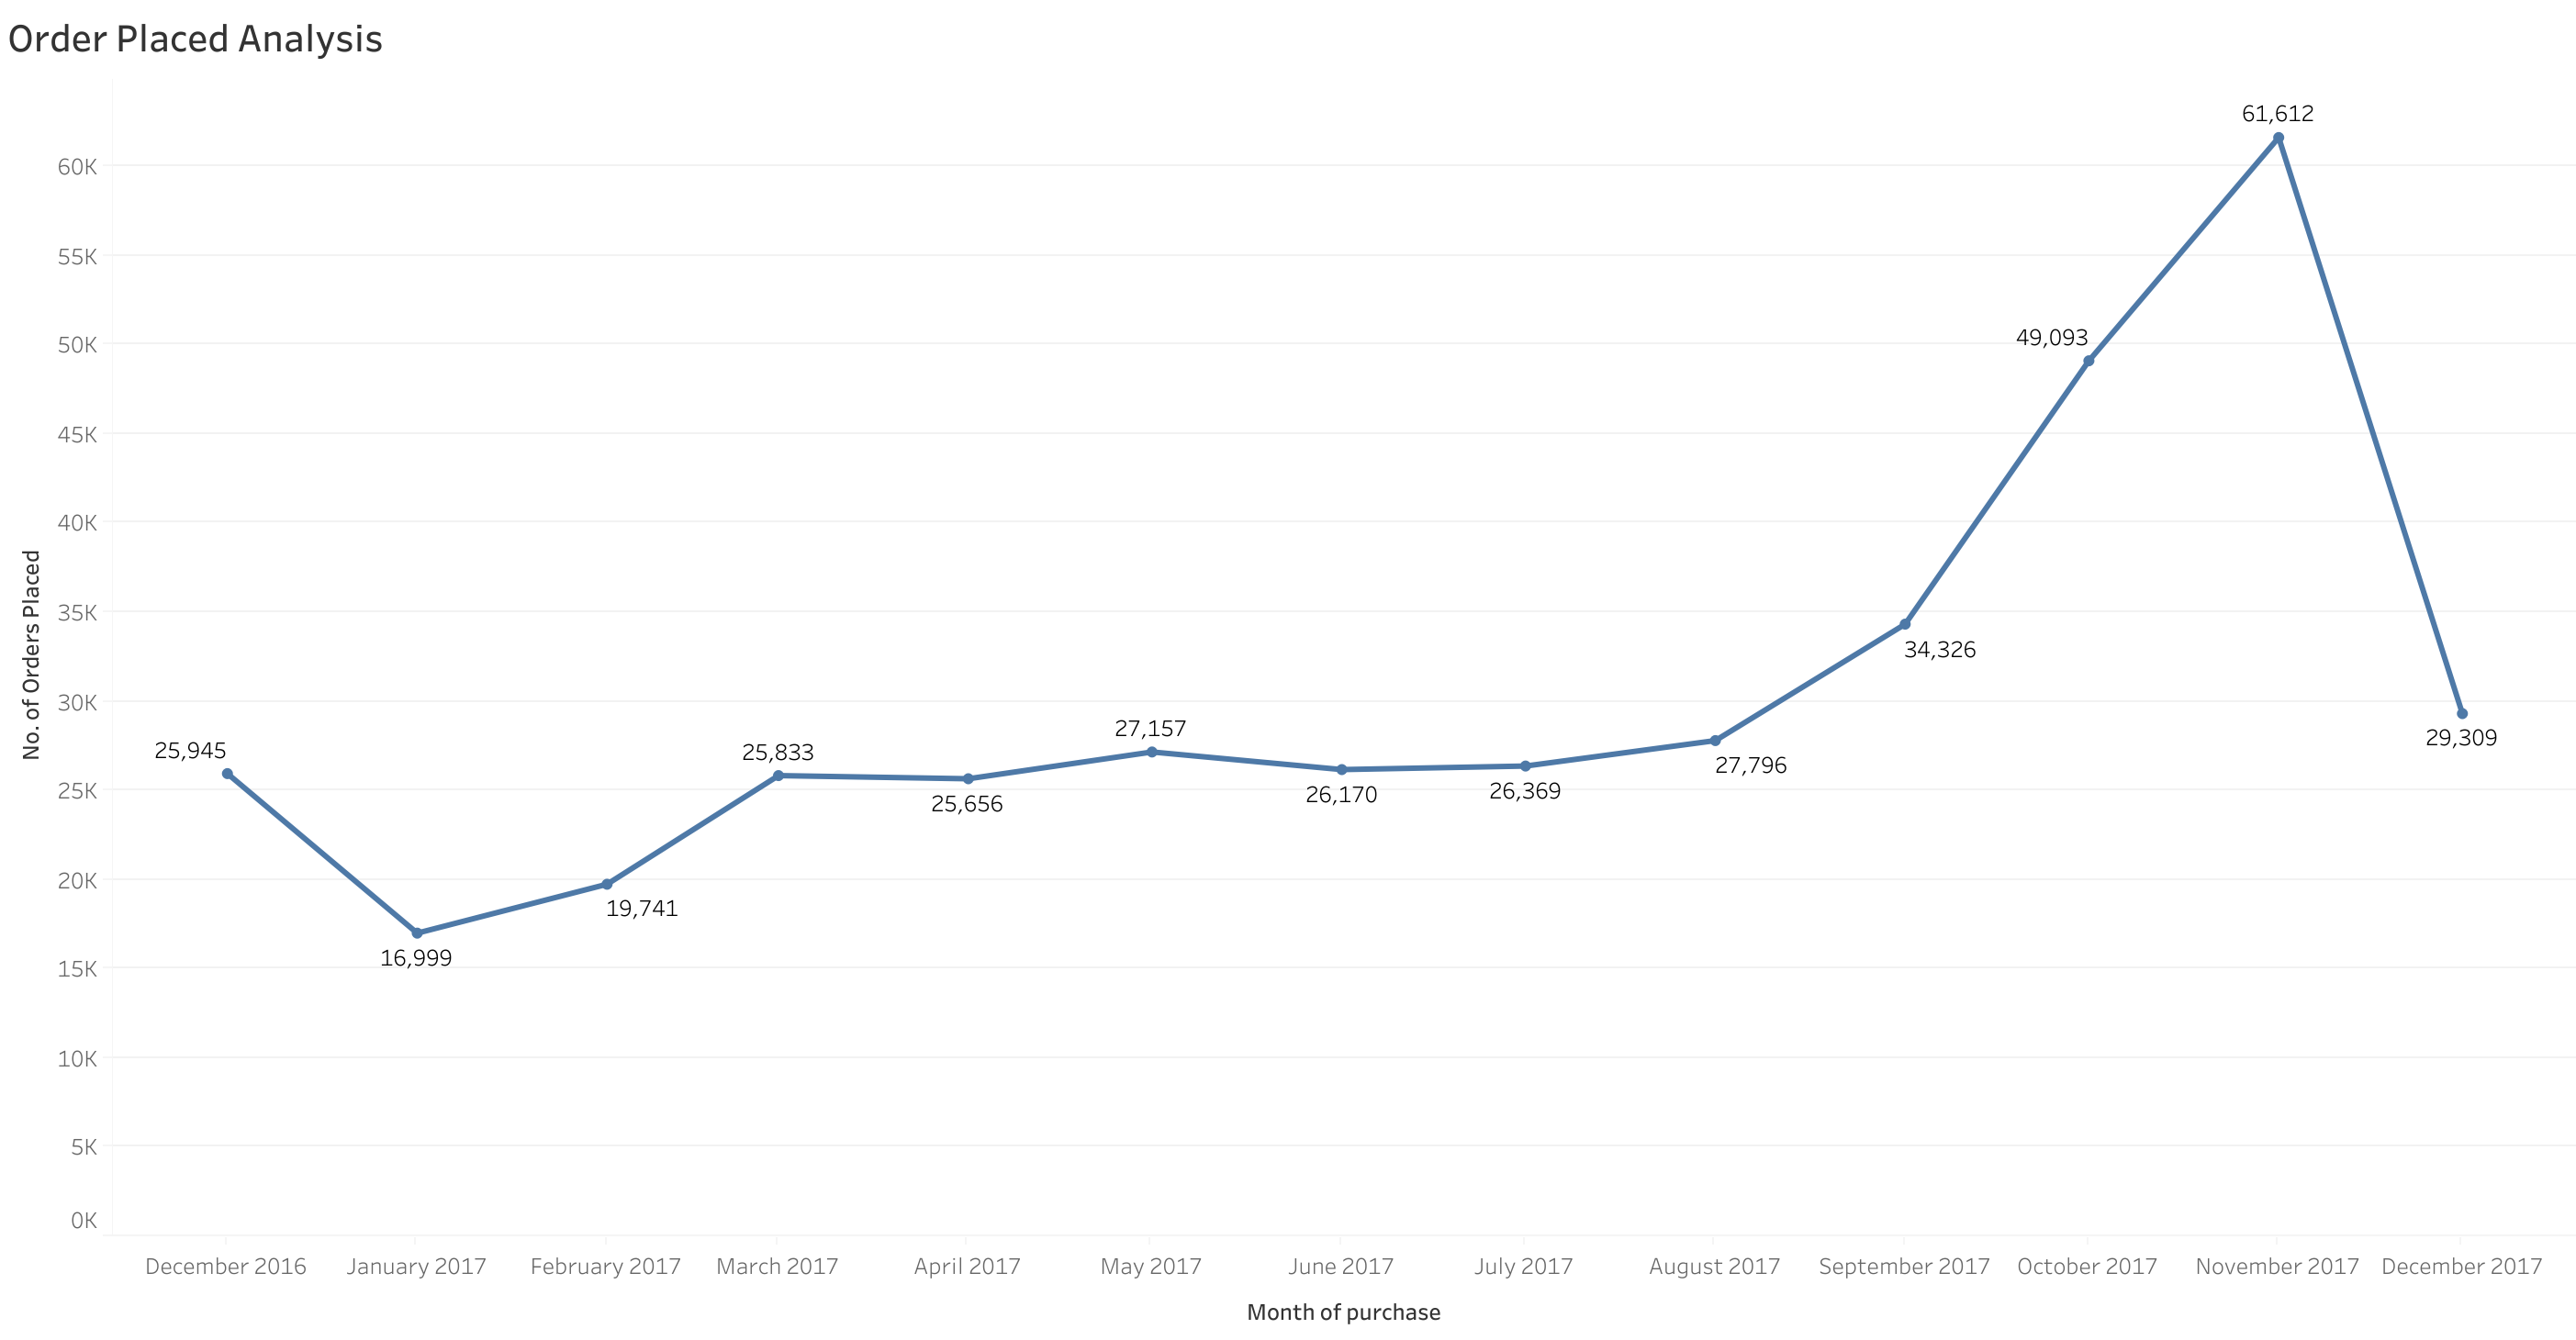 Order Placed Analysis
61,612
60K
55K
49,093
50K
45K
40K
No. of Orders Placed
35K
34,326
30K
25,945
25,833
27,157
29,309
27,796
25K
25,656
26,170
26,369
20K
19,741
16,999
15K
10K
5K
0K
December 2016 January 2017 February 2017 March 2017 April 2017 May 2017 June 2017 July 2017 August 2017 September 2017 October 2017 November 2017 December 2017
Month of purchase